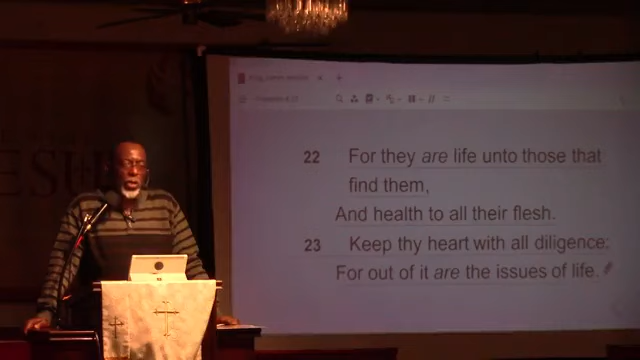 22 For they are life unto those that
find them,
And health to all their flesh.
23 Keep thy heart with all diligence:
For out of it are the issues of life.